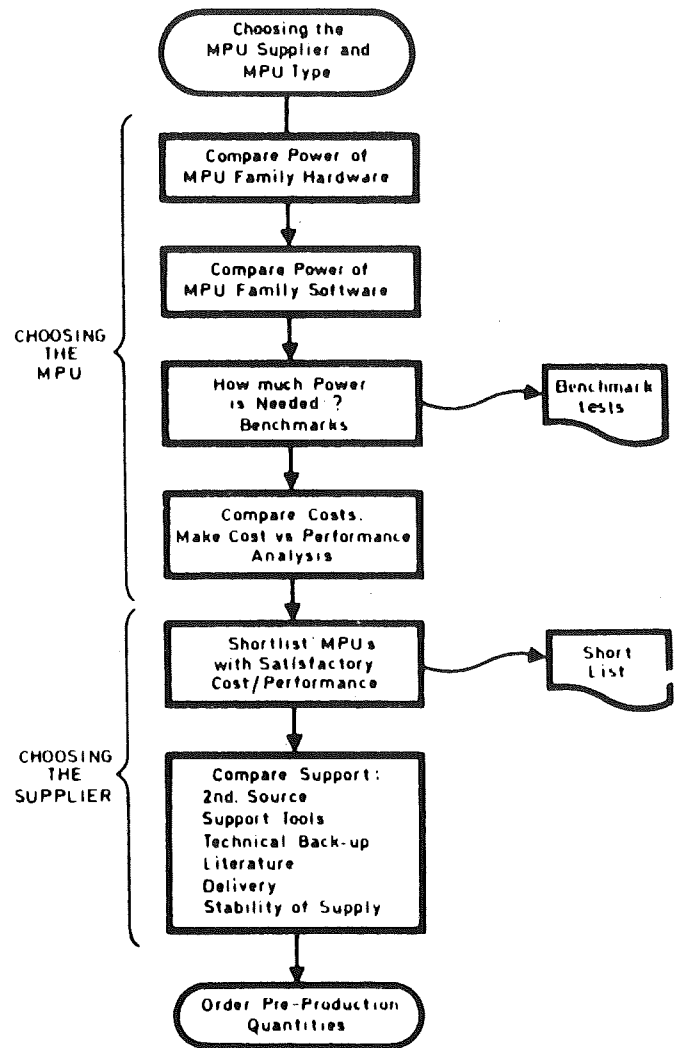 Choosing the
MPU Supplier and
MPU Type
Compare Power of
MPU Family Hardware
Compare Power of
MPU Family Software
CHOOSING
THE
MPU
How much Power
is Needed ?
Benchmarks
Benchmark
tests
Compare Costs.
Make Cost vs Performance
Analysis
Shortlist MPUs
with Satisfactory
Cost/Performance
Short
List
CHOOSING
THE
SUPPLIER
Compare Support:
2nd. Source
Support Tools
Technical Back-up
Literature
Delivery
Stability of Supply
Order Pre-Production
Quantities